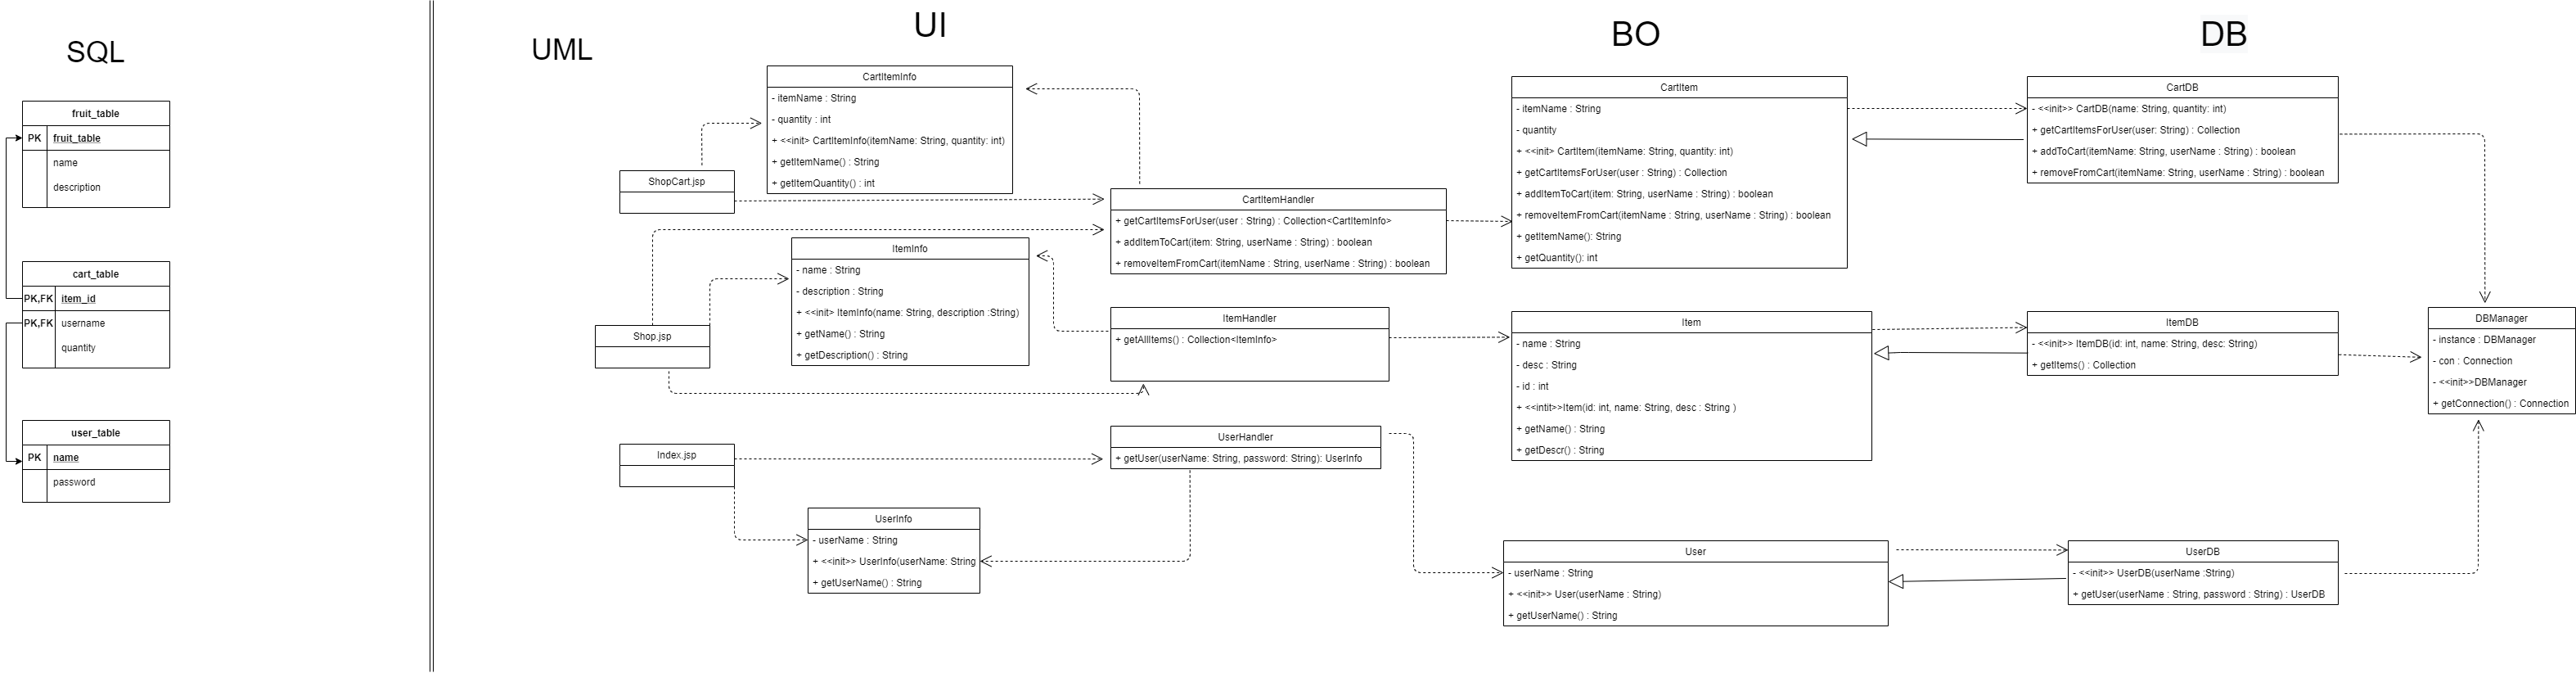 SQL
fruit_table
PK fruit_table
name
description
cart_table
PK,FK item_id
PK,FK username
quantity
user_table
PK name
password
UML
UI
BO
DB
CartItemInfo
- itemName : String
- quantity : int
+ <<init> CartItemInfo(itemName: String, quantity: int)
+ getItemName() : String
+ getItemQuantity() : int
ShopCart.jsp
CartItemHandler
+ getCartItemsForUser(user : String) : Collection<CartItemInfo>
+ addItemToCart(item: String, userName : String) : boolean
+ removeItemFromCart(itemName : String, userName : String) : boolean
ItemInfo
- name : String
- description : String
+ <<init> ItemInfo(name: String, description :String)
+ getName() : String
+ getDescription() : String
Shop.jsp
ItemHandler
+ getAllItems() : Collection<ItemInfo>
Index.jsp
UserHandler
+ getUser(userName: String, password: String): UserInfo
UserInfo
- userName : String
+ <<init>> UserInfo(userName: String
+ getUserName() : String
CartItem
- itemName : String
- quantity
+ <<init> CartItem(itemName: String, quantity: int)
+ getCartItemsForUser(user : String) : Collection
+ addItemToCart(item: String, userName : String) : boolean
+ removeItemFromCart(itemName : String, userName : String) : boolean
+ getItemName(): String
+ getQuantity(): int
Item
- name : String
- desc : String
- id : int
+ <<intit>>Item(id: int, name: String, desc : String )
+ getName() : String
+ getDescr() : String
User
- userName : String
+ <<init>> User(userName : String)
+ getUserName() : String
CartDB
- <<init>> CartDB(name: String, quantity: int)
+ getCartItemsForUser(user: String) : Collection
+ addToCart(itemName: String, userName : String) : boolean
+ removeFromCart(itemName: String, userName : String) : boolean
ItemDB
- <<init>> ItemDB(id: int, name: String, desc: String)
+ getItems() : Collection
UserDB
- <<init>> UserDB(userName :String)
+ getUser(userName : String, password : String) : UserDB
DBManager
- instance : DBManager
- con : Connection
- <<init>>DBManager
+ getConnection() : Connection